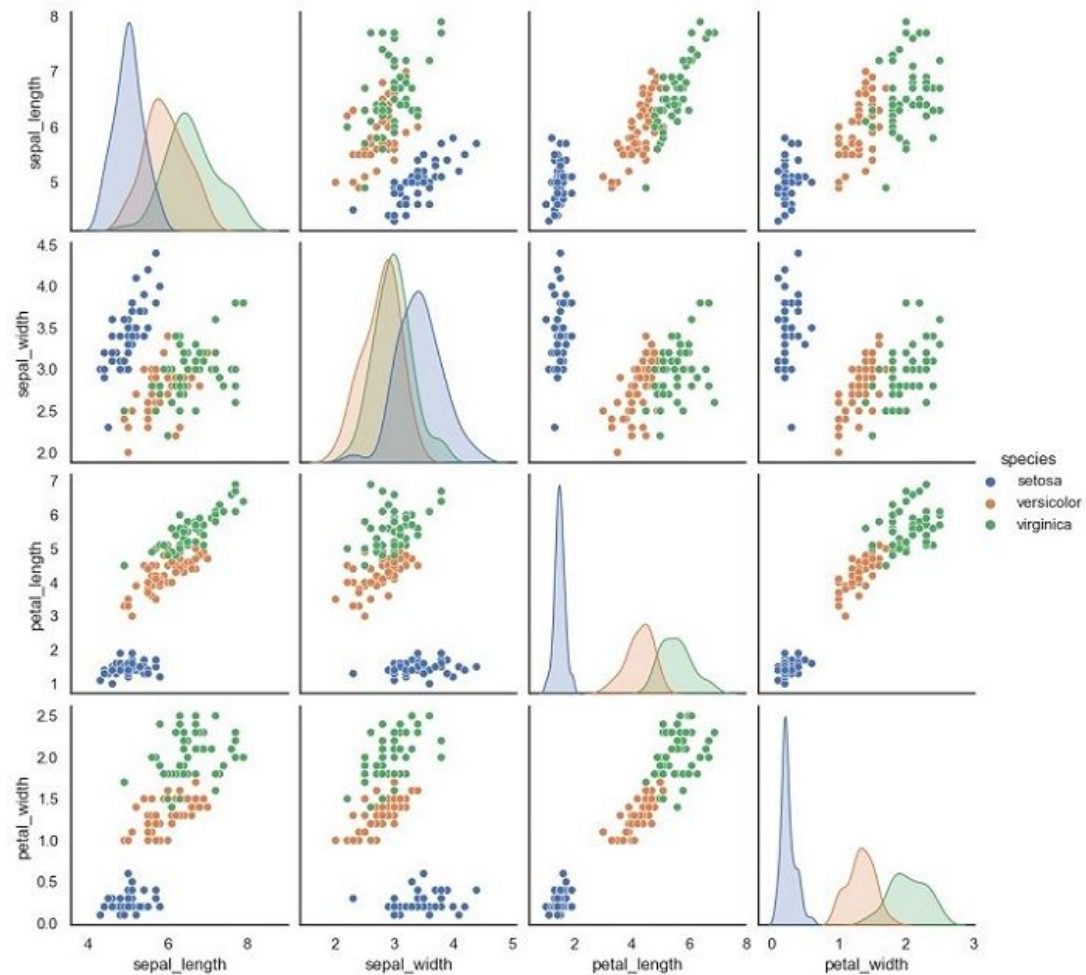 8
7
6
5
sepal_length
4.5
4.0
3.5
3.0
2.5
2.0
sepal_width
species
setosa
versicolor
virginica
7
6
5
4
3
2
1
petal_length
2.5
2.0
1.5
1.0
0.5
0.0
petal_width
4 6 8
2 3 4 5
2 4 6 8
0 1 2 3
sepal_length sepal_width petal_length petal_width